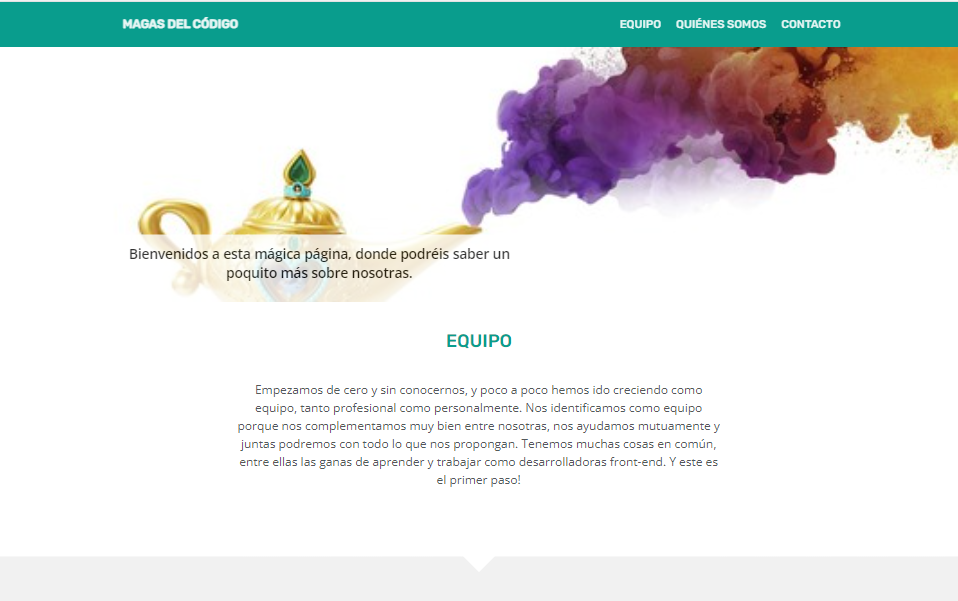 MAGAS DEL CÓDIGO
EQUIPO QUIÉNES SOMOS CONTACTO
Bienvenidos a esta mágica página, donde podréis saber un
poquito más sobre nosotras.
EQUIPO
Empezamos de cero y sin conocernos, y poco a poco hemos ido creciendo como
equipo, tanto profesional como personalmente. Nos identificamos como equipo
porque nos complementamos muy bien entre nosotras, nos ayudamos mutuamente y
juntas podremos con todo lo que nos propongan. Tenemos muchas cosas en común,
entre ellas las ganas de aprender y trabajar como desarrolladoras front-end. Y este es
el primer paso!